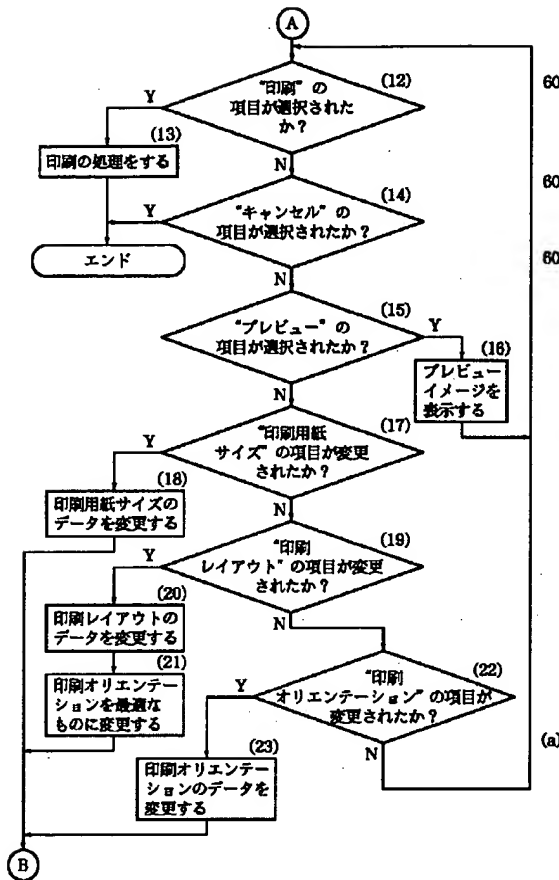 A
(12)
"印刷"の
項目が選択された
か?
Y
N
(13)
印刷の処理をする
(14)
"キャンセル"の
項目が選択されたか?
Y
N
エンド
(15)
"プレビュー"の
項目が選択されたか?
Y
N
(16)
プレビュー
イメージを
表示する
(17)
"印刷用紙
サイズ"の項目が変更
されたか?
Y
N
(18)
印刷用紙サイズの
データを変更する
(19)
"印刷
レイアウト"の項目が変更
されたか?
Y
N
(20)
印刷レイアウトの
データを変更する
(21)
印刷オリエンテー
ションを最適な
ものに変更する
(22)
"印刷
オリエンテーション"の項目が
変更されたか?
Y
N
(23)
印刷オリエンテー
ションのデータを
変更する
B
60
60
60
(a)